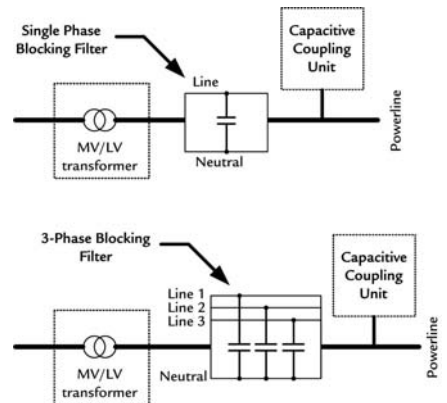 Single Phase
Blocking Filter
Capacitive
Coupling
Unit
Line
MV/LV
transformer
Neutral
Powerline
3-Phase Blocking
Filter
Capacitive
Coupling
Unit
Line 1
Line 2
Line 3
MV/LV
transformer
Neutral
Powerline